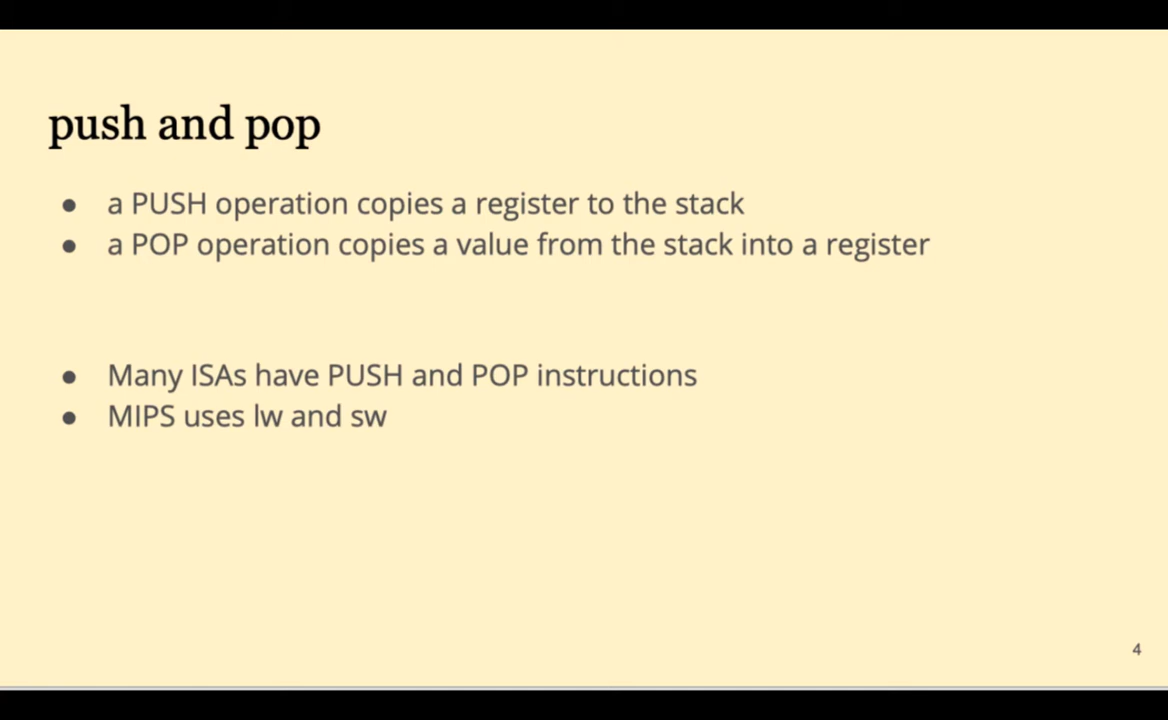 push and pop
● a PUSH operation copies a register to the stack
● a POP operation copies a value from the stack into a register
● Many ISAs have PUSH and POP instructions
● MIPS uses lw and sw
4